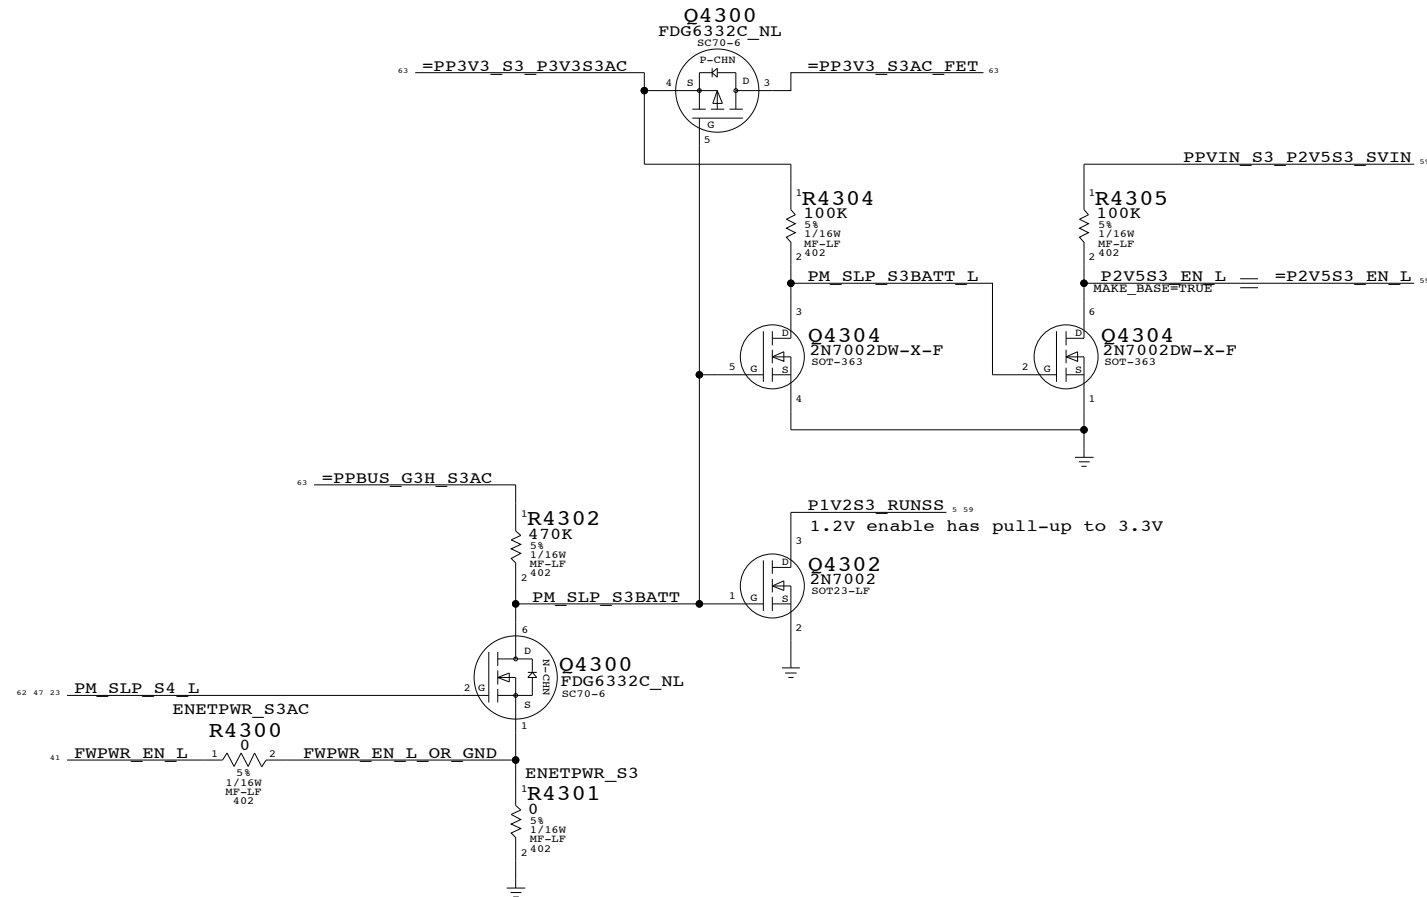 Q4300
FDG6332C_NL
SC70-6
P-CHN
63 =PP3V3_S3_P3V3S3AC
=PP3V3_S3AC_FET 63
4 S D 3
G
5
PPVIN_S3_P2V5S3_SVIN
1
R4304
100K
5%
1/16W
MF-LF
402
2
1
R4305
100K
5%
1/16W
MF-LF
402
2
PM_SLP_S3BATT_L
P2V5S3_EN_L
MAKE_BASE=TRUE
=P2V5S3_EN_L
3
Q4304
2N7002DW-X-F
SOT-363
D
5 G S
4
6
Q4304
2N7002DW-X-F
SOT-363
D
2 G S
1
63 =PPBUS_G3H_S3AC
1
R4302
470K
5%
1/16W
MF-LF
402
2
P1V2S3_RUNSS 5 59
1.2V enable has pull-up to 3.3V
3
Q4302
2N7002
SOT23-LF
D
1 G S
2
PM_SLP_S3BATT
6
Q4300
FDG6332C_NL
SC70-6
D
N-CHN
2 G
S
1
62 47 23 PM_SLP_S4_L
ENETPWR_S3AC
R4300
0
41 FWPWR_EN_L 1 2 FWPWR_EN_L_OR_GND
5%
1/16W
MF-LF
402
ENETPWR_S3
1
R4301
0
5%
1/16W
MF-LF
402
2